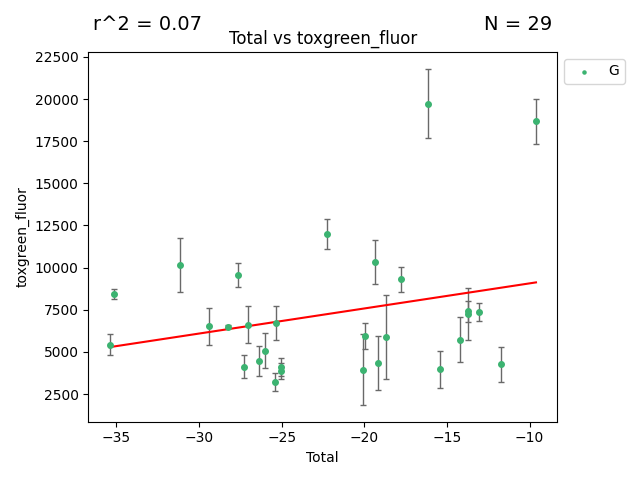 r^2 = 0.07
N = 29
Total vs toxgreen_fluor
G
22500
20000
17500
15000
12500
10000
7500
5000
2500
toxgreen_fluor
−35
−30
−25
−20
−15
−10
Total